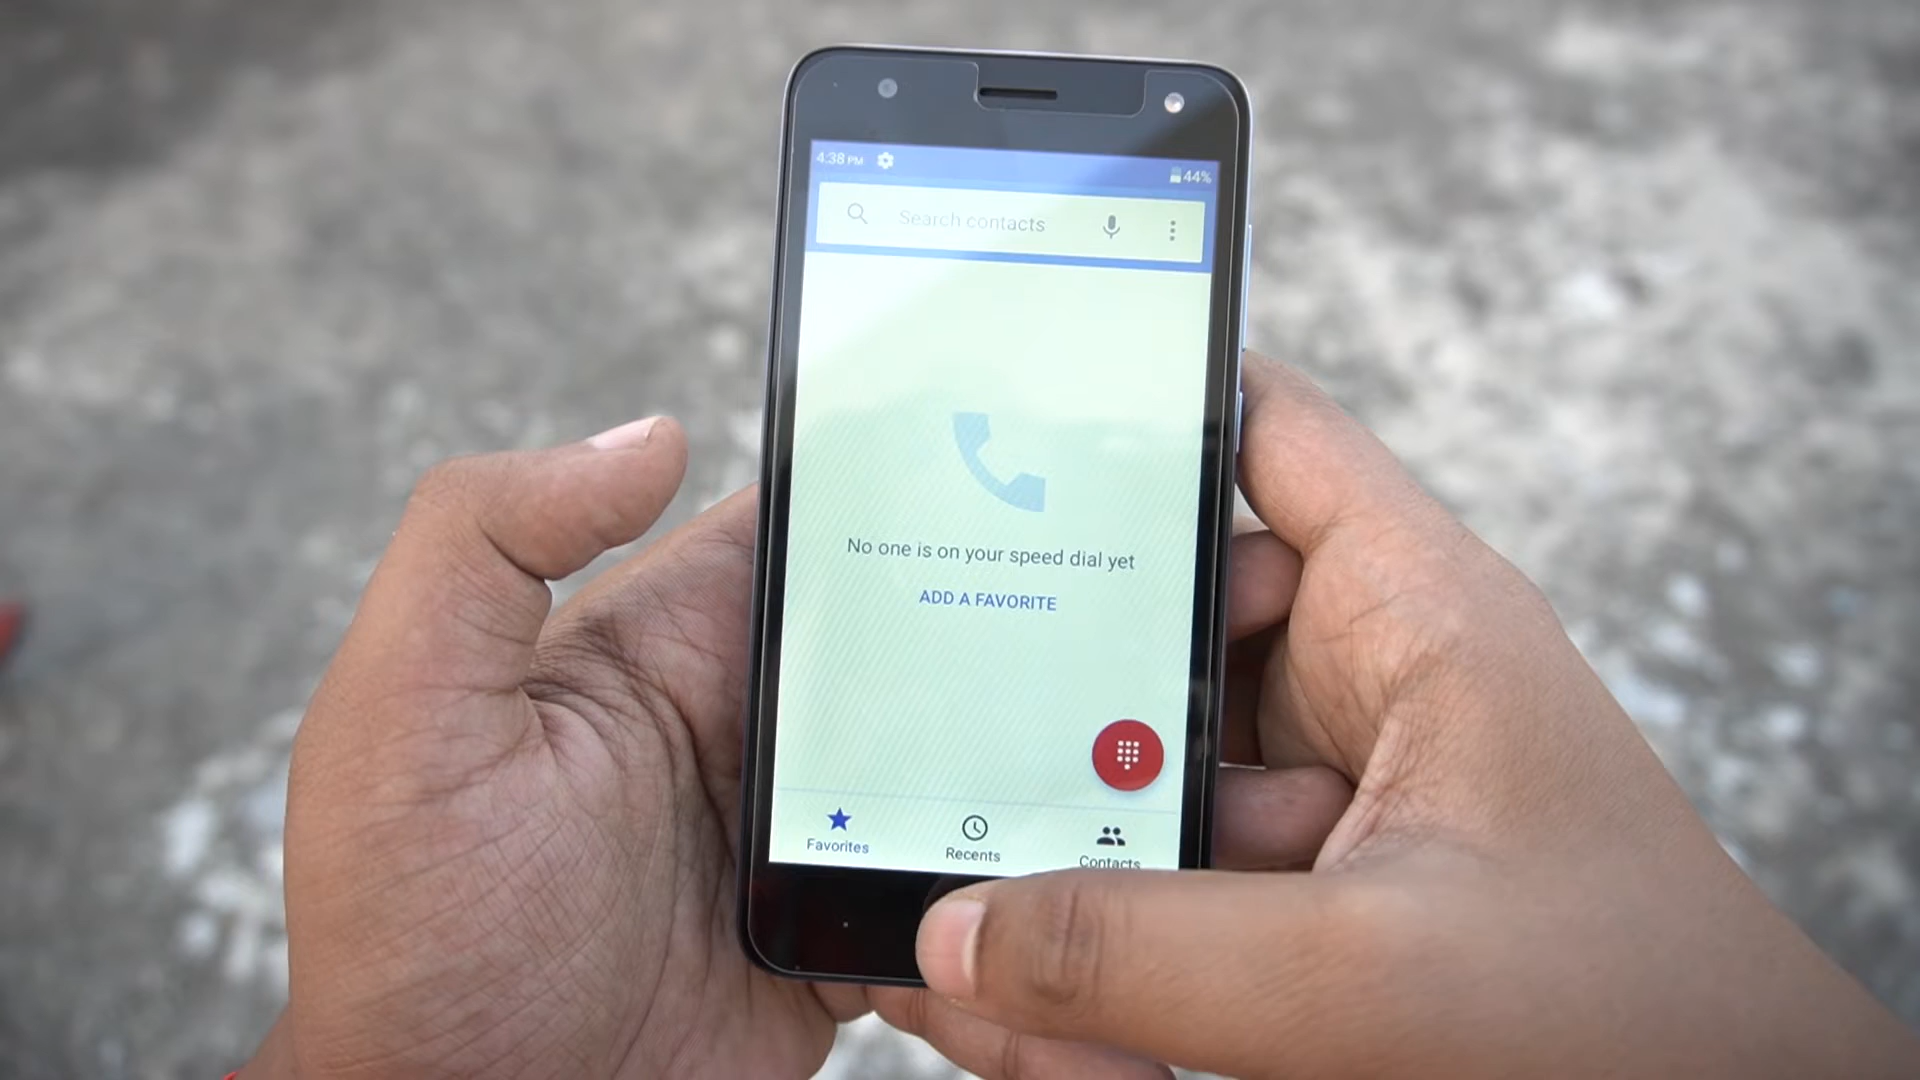 4:38 PM
44%
Search contacts
No one is on your speed dial yet
ADD A FAVORITE
Favorites
Recents
Contacts